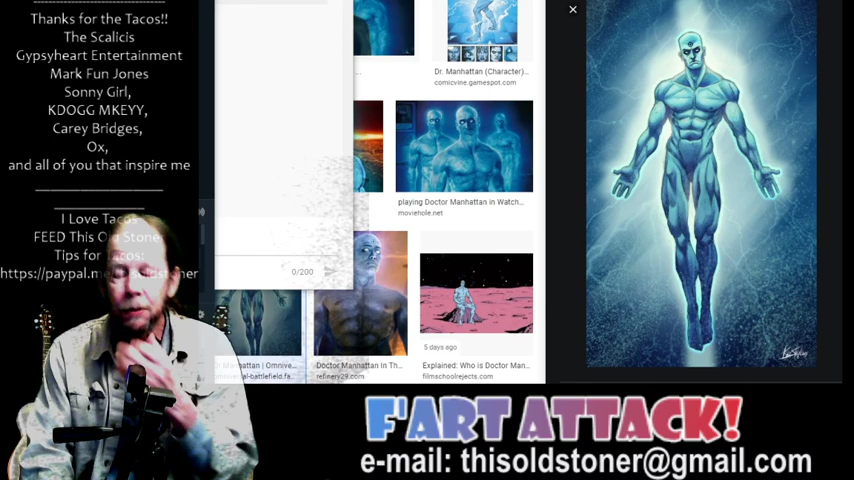 Thanks for the Tacos!!
The Scalicis
Gypsyheart Entertainment
Mark Fun Jones
Sonny Girl,
KDOGG MKEYY,
Carey Bridges,
Ox,
and all of you that inspire me
I Love Tacos
FEED This Old Stoner
Tips for Tacos:
https://paypal.me/thisoldstoner
0/200
Dr. Manhattan (Character)...
comicvine.gamespot.com
playing Doctor Manhattan in Watch...
moviehole.net
Manhattan | Omnive...
Doctor Manhattan In Th...
refinery29.com
5 days ago
Explained: Who is Doctor Man...
filmschoolrejects.com
F'ART ATTACK!
e-mail: thisoldstoner@gmail.com